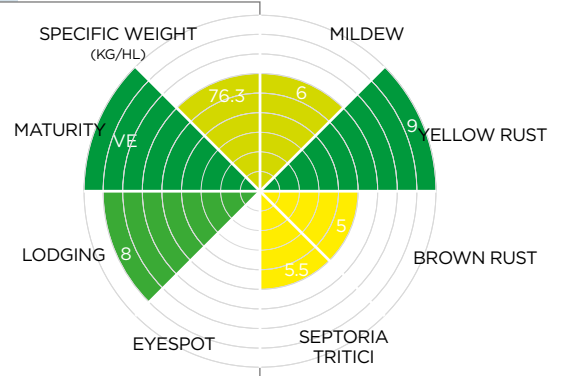 SPECIFIC WEIGHT
(KG/HL)
MILDEW
76.3
6
MATURITY
VE
9
YELLOW RUST
LODGING
8
5
BROWN RUST
5.5
EYESPOT
SEPTORIA
TRITICI